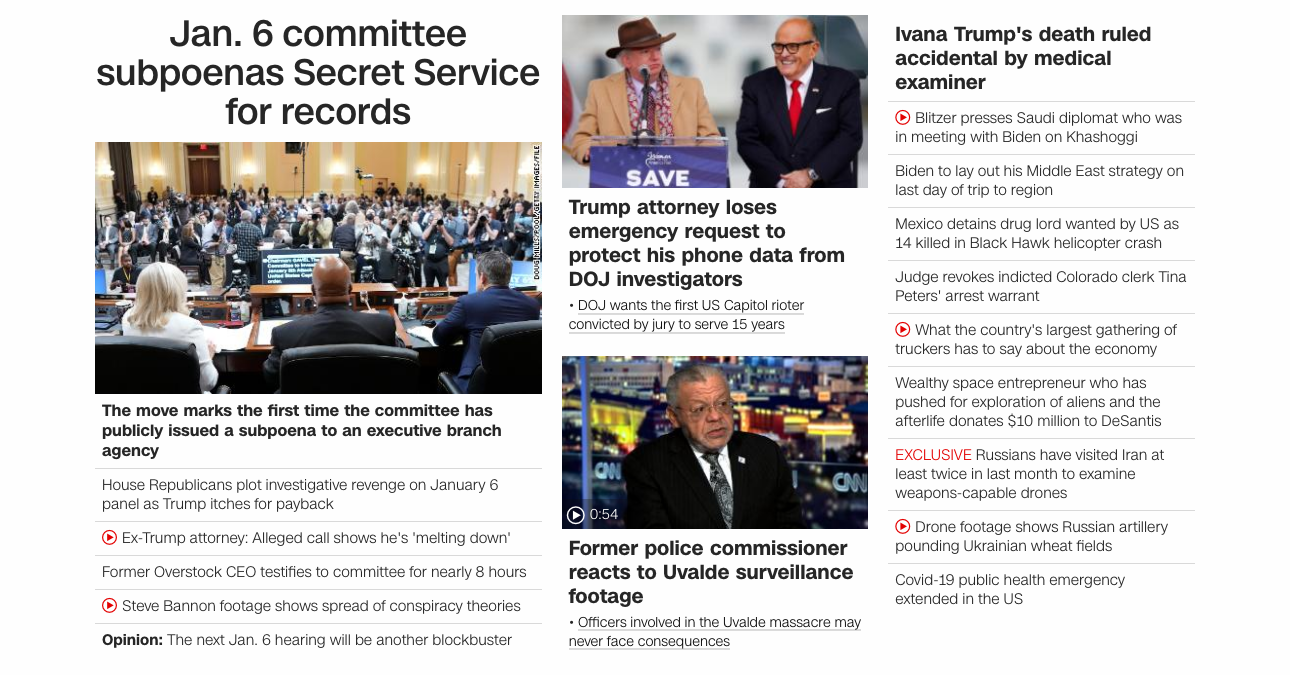 Jan. 6 committee
subpoenas Secret Service
for records
DOUG MILLS/POOL/GETTY IMAGES/FILE
The move marks the first time the committee has
publicly issued a subpoena to an executive branch
agency
House Republicans plot investigative revenge on January 6
panel as Trump itches for payback
Ex-Trump attorney: Alleged call shows he's 'melting down'
Former Overstock CEO testifies to committee for nearly 8 hours
Steve Bannon footage shows spread of conspiracy theories
Opinion: The next Jan. 6 hearing will be another blockbuster
SAVE
Trump attorney loses
emergency request to
protect his phone data from
DOJ investigators
• DOJ wants the first US Capitol rioter
convicted by jury to serve 15 years
CNN
CNN
0:54
Former police commissioner
reacts to Uvalde surveillance
footage
• Officers involved in the Uvalde massacre may
never face consequences
Ivana Trump's death ruled
accidental by medical
examiner
Blitzer presses Saudi diplomat who was
in meeting with Biden on Khashoggi
Biden to lay out his Middle East strategy on
last day of trip to region
Mexico detains drug lord wanted by US as
14 killed in Black Hawk helicopter crash
Judge revokes indicted Colorado clerk Tina
Peters' arrest warrant
What the country's largest gathering of
truckers has to say about the economy
Wealthy space entrepreneur who has
pushed for exploration of aliens and the
afterlife donates $10 million to DeSantis
EXCLUSIVE Russians have visited Iran at
least twice in last month to examine
weapons-capable drones
Drone footage shows Russian artillery
pounding Ukrainian wheat fields
Covid-19 public health emergency
extended in the US